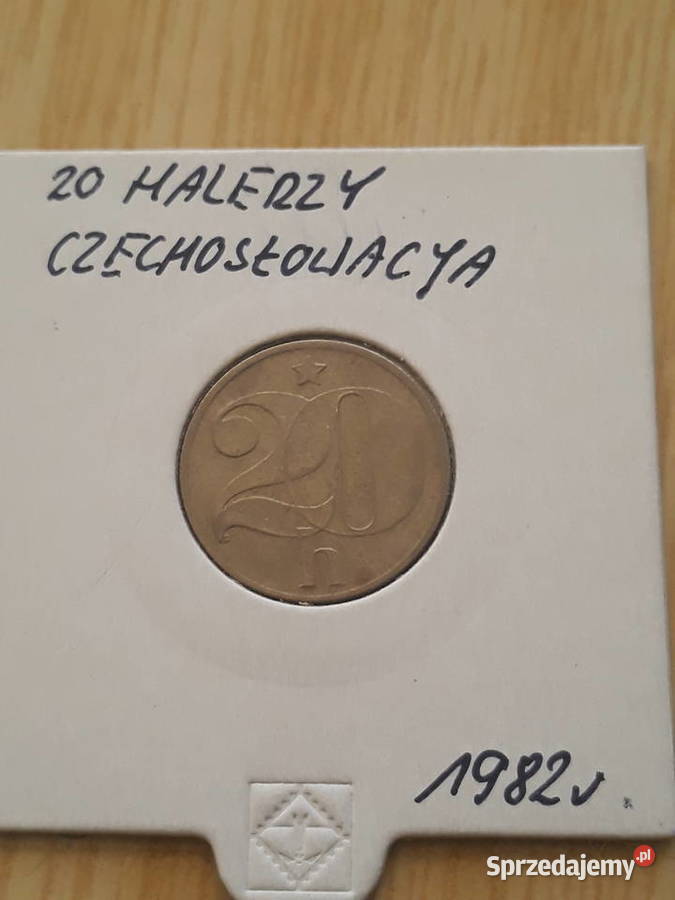 20 HALERZY
CZECHOSŁOWACYA
20
h
1982r.
Sprzedajemy.pl